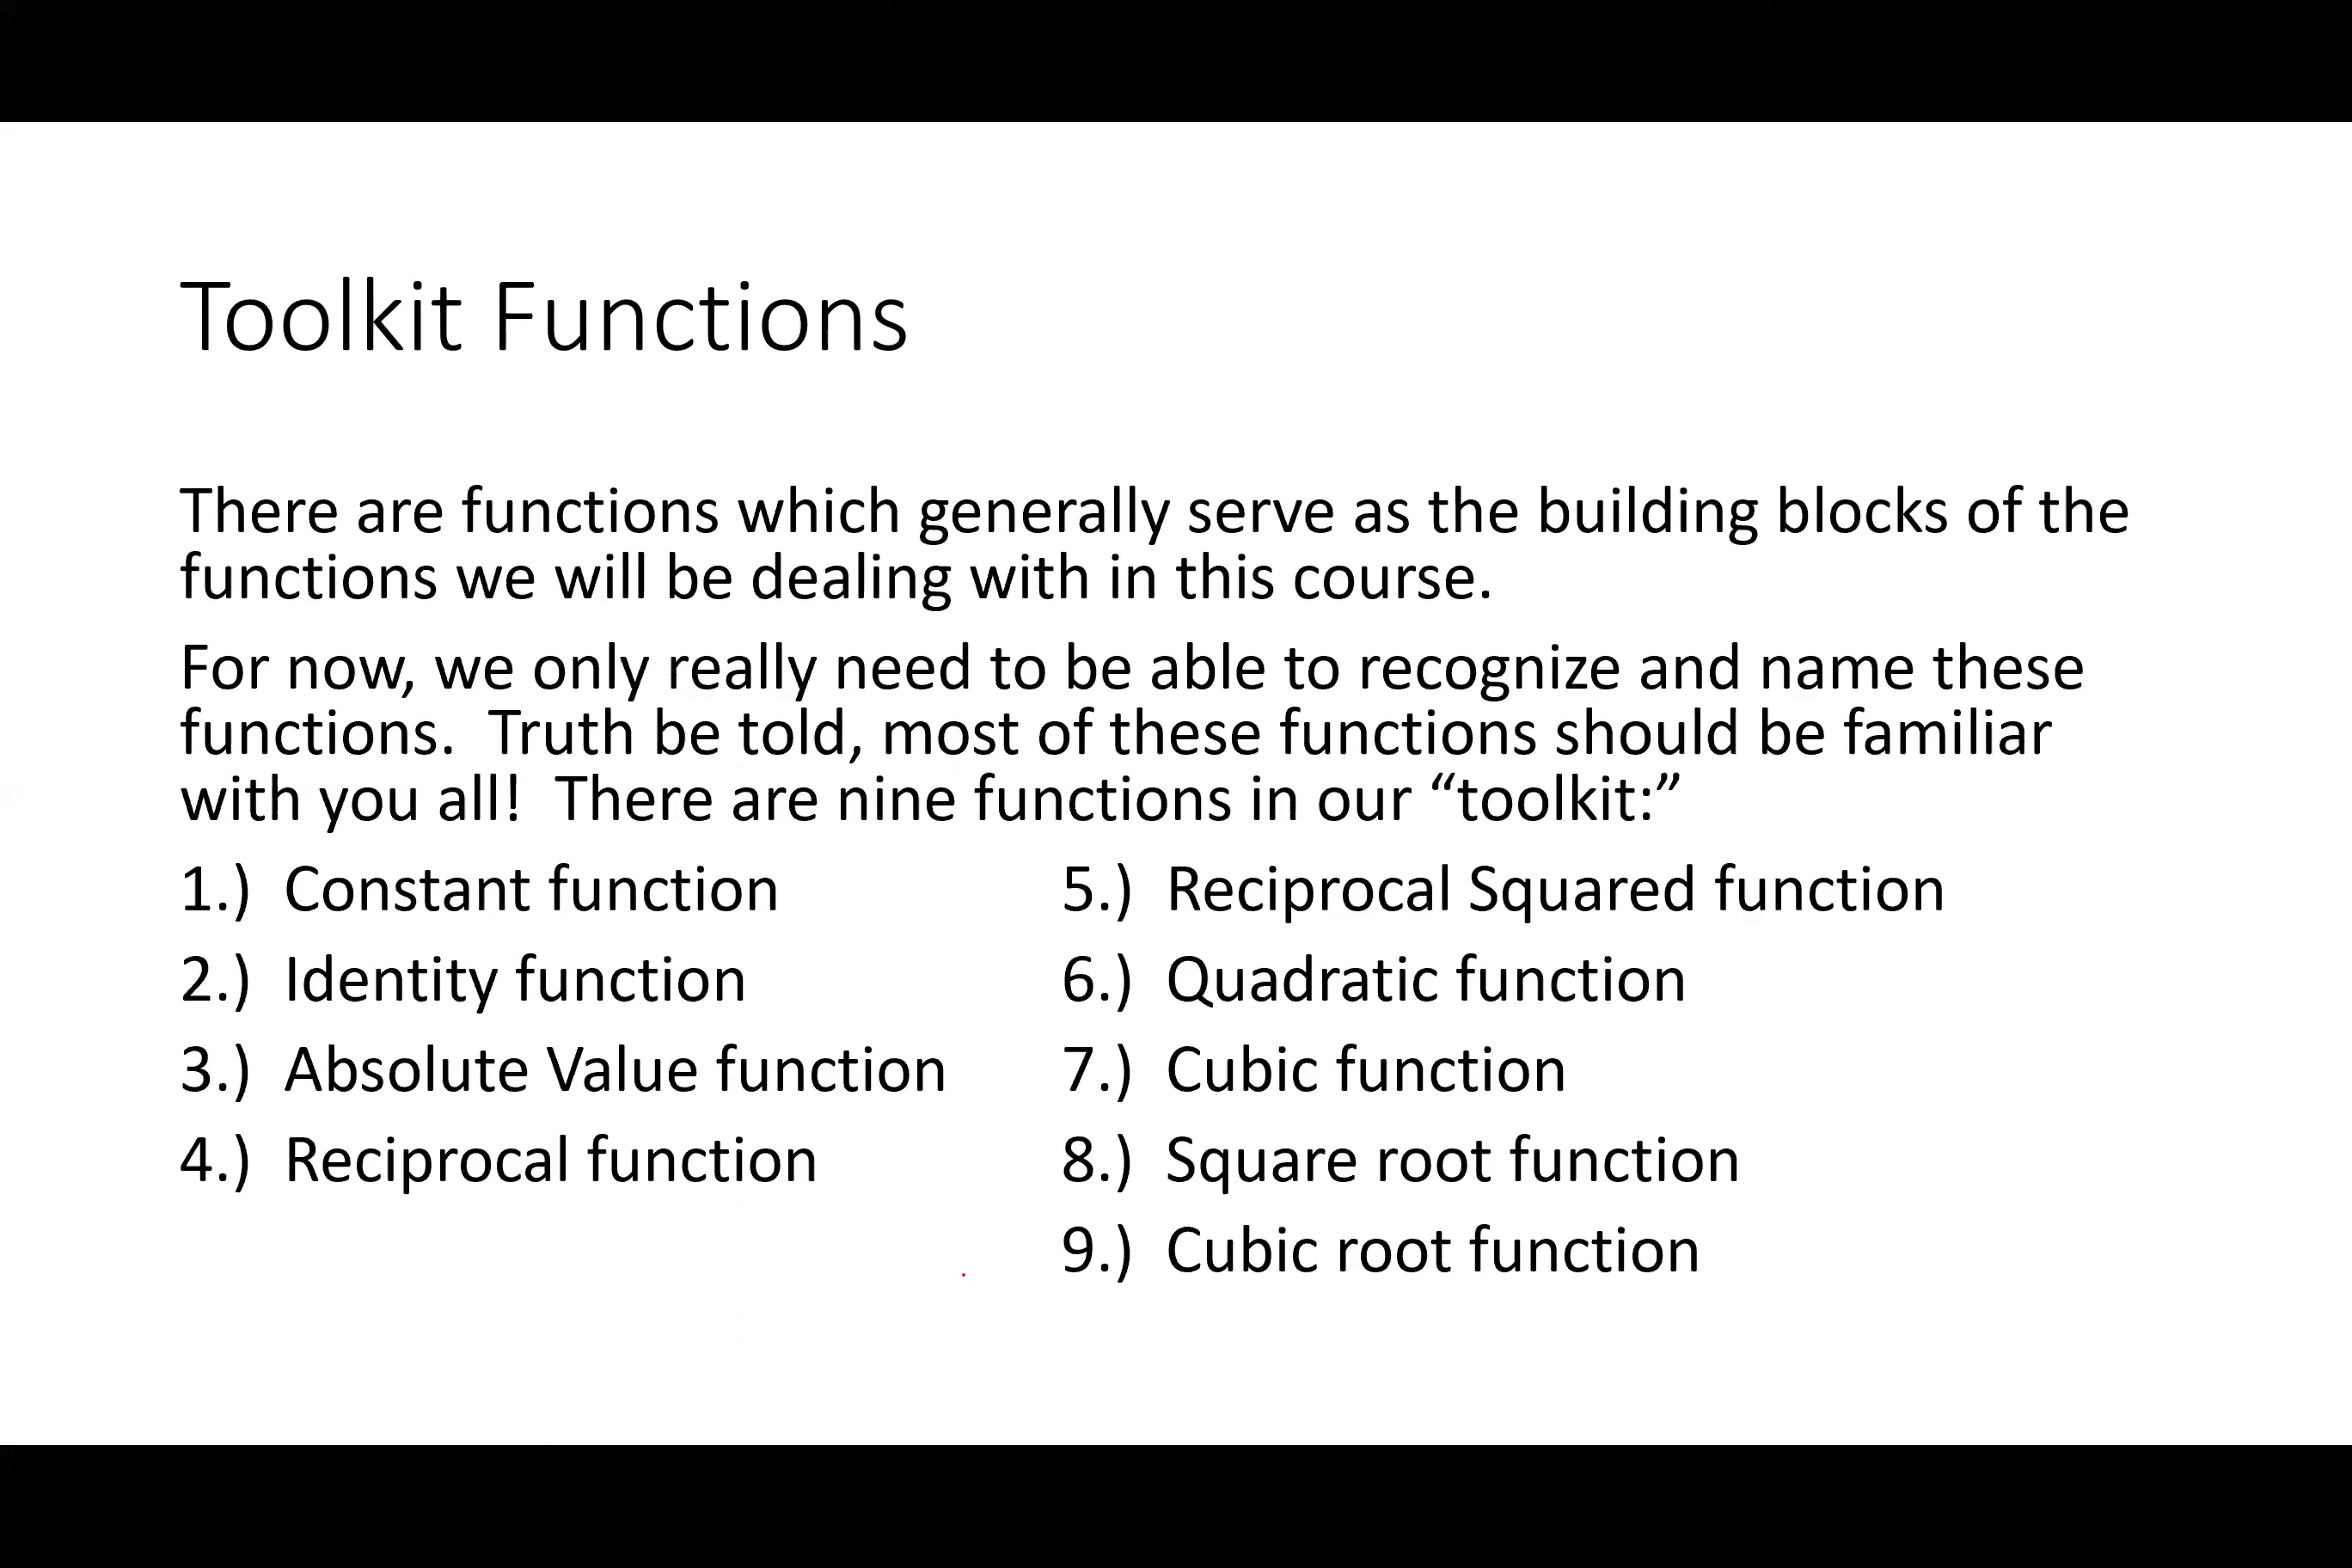 Toolkit Functions
There are functions which generally serve as the building blocks of the
functions we will be dealing with in this course.
For now, we only really need to be able to recognize and name these
functions.  Truth be told, most of these functions should be familiar
with you all!  There are nine functions in our “toolkit:”
1.)  Constant function
2.)  Identity function
3.)  Absolute Value function
4.)  Reciprocal function
5.)  Reciprocal Squared function
6.)  Quadratic function
7.)  Cubic function
8.)  Square root function
9.)  Cubic root function